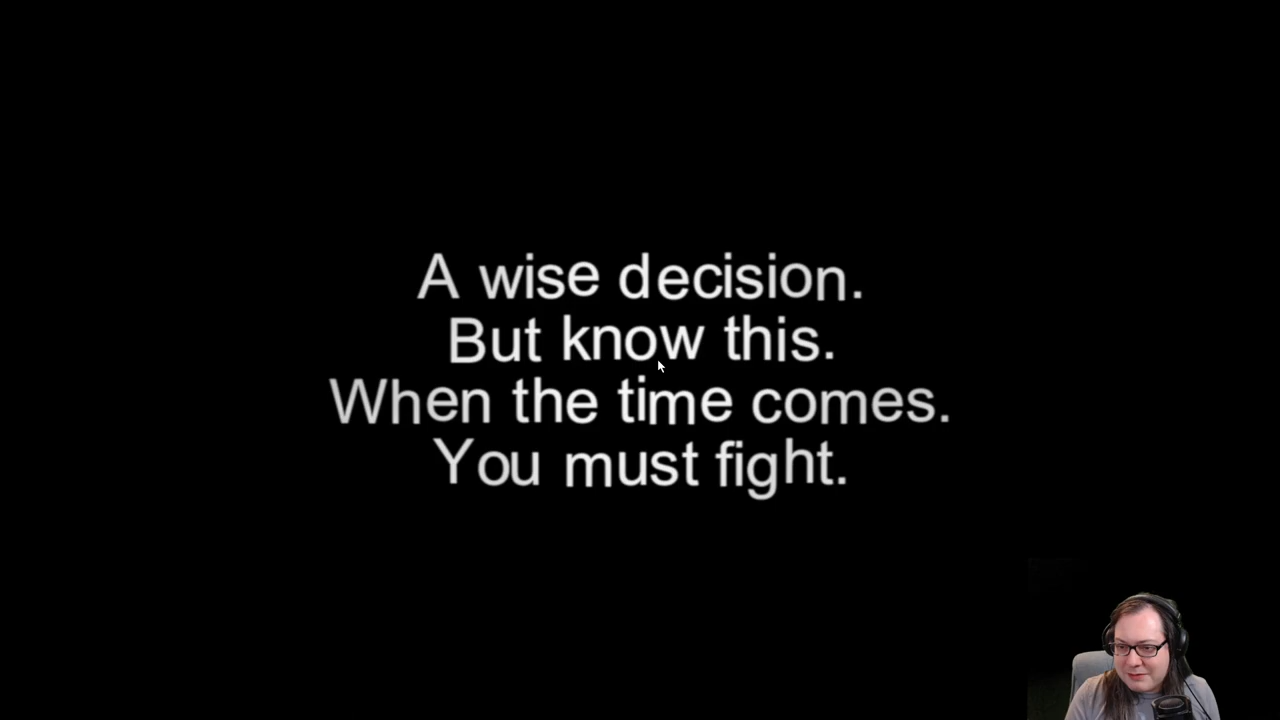 A wise decision.
But know this.
When the time comes.
You must fight.